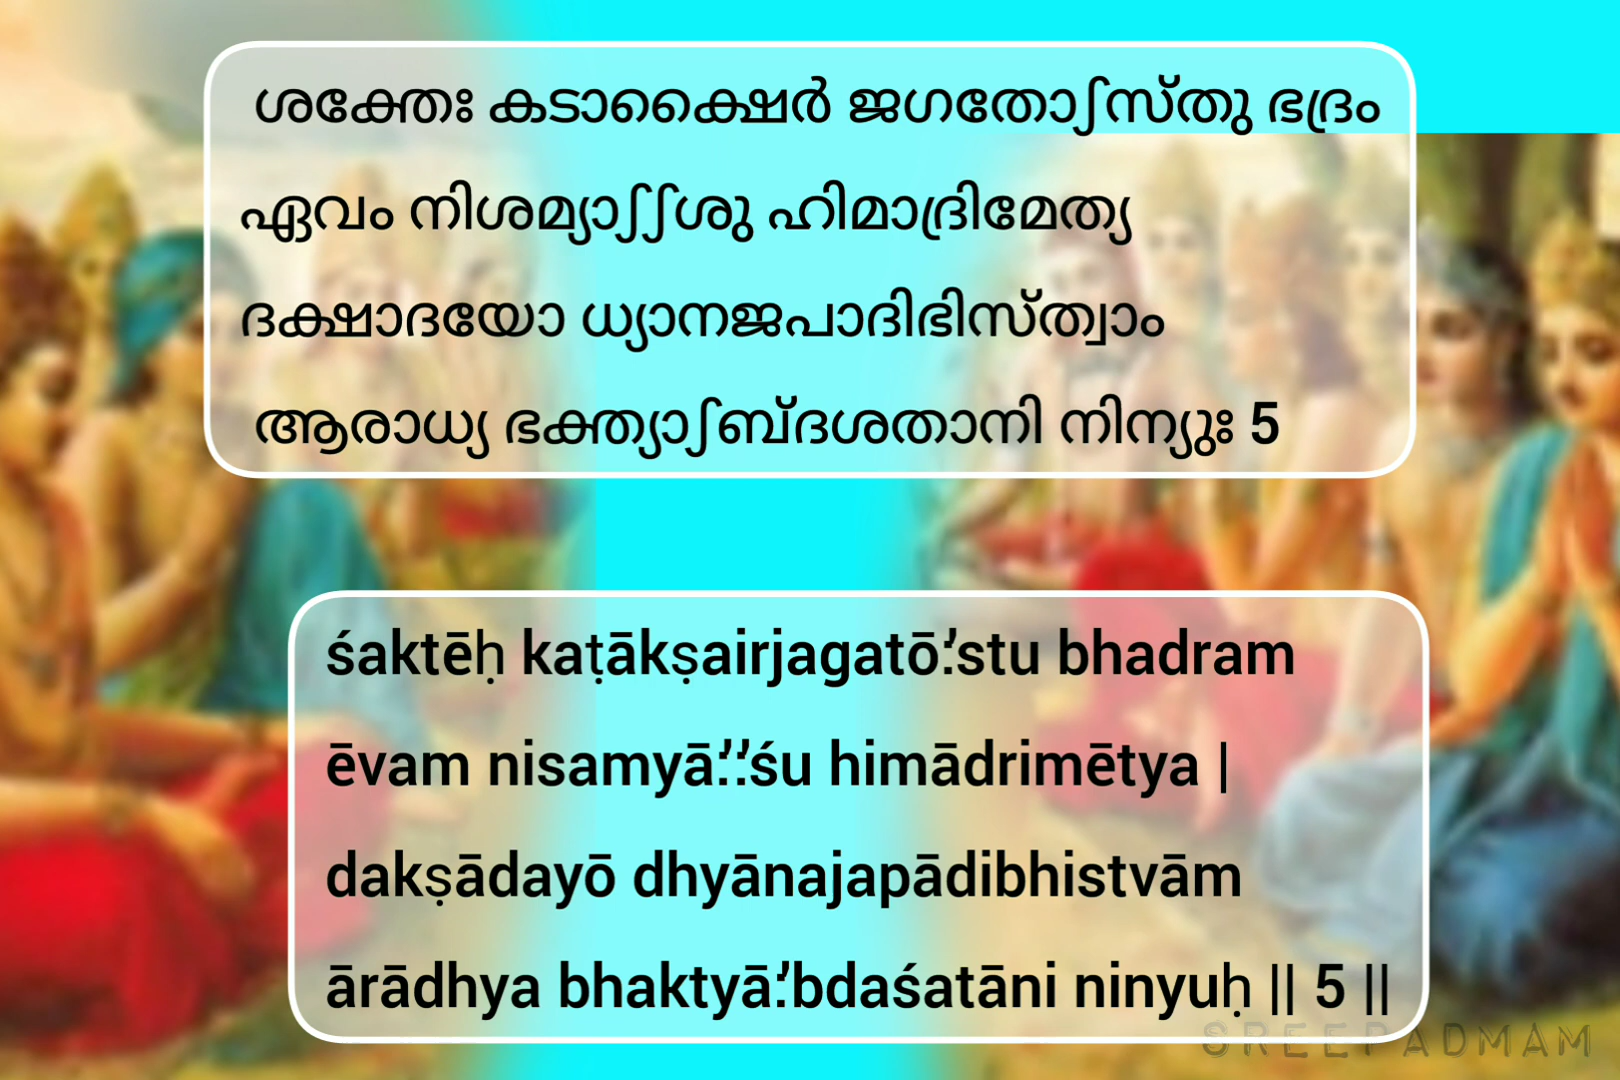 ശക്തേഃ കടാക്ഷൈർ ജഗതോഽസ്തു ഭദ്രം
ഏവം നിശമ്യാഽഽശു ഹിമാദ്രിമേത്യ
ദക്ഷാദയോ ധ്യാനജപാദിഭിസ്ത്വാം
ആരാധ്യ ഭക്ത്യാഽബ്ദശതാനി നിന്യുഃ 5
śaktēḥ kaṭākṣairjagatō:'stu bhadram
ēvam nisamyā:':'śu himādrimētya |
dakṣādayō dhyānajapādibhistvām
ārādhya bhaktyā:'bdaśatāni ninyuḥ || 5 ||
SREEPADMAM